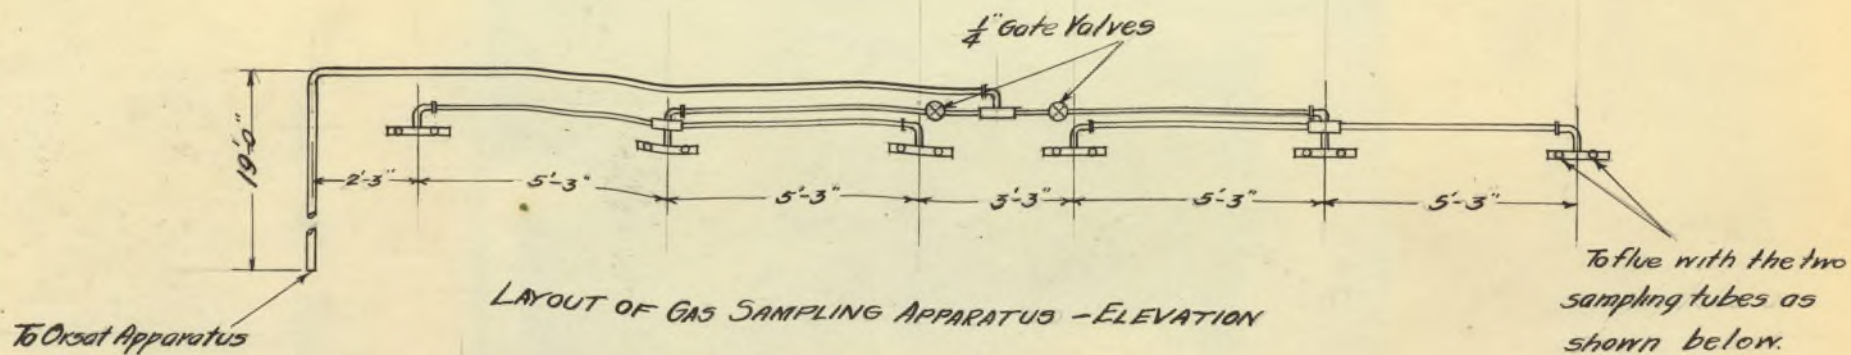 1/4" Gate Valves
19'-0"
2'-3"
5'-3"
5'-3"
3'-3"
5'-3"
5'-3"
To flue with the two
sampling tubes as
shown below.
LAYOUT OF GAS SAMPLING APPARATUS - ELEVATION
To Orsat Apparatus